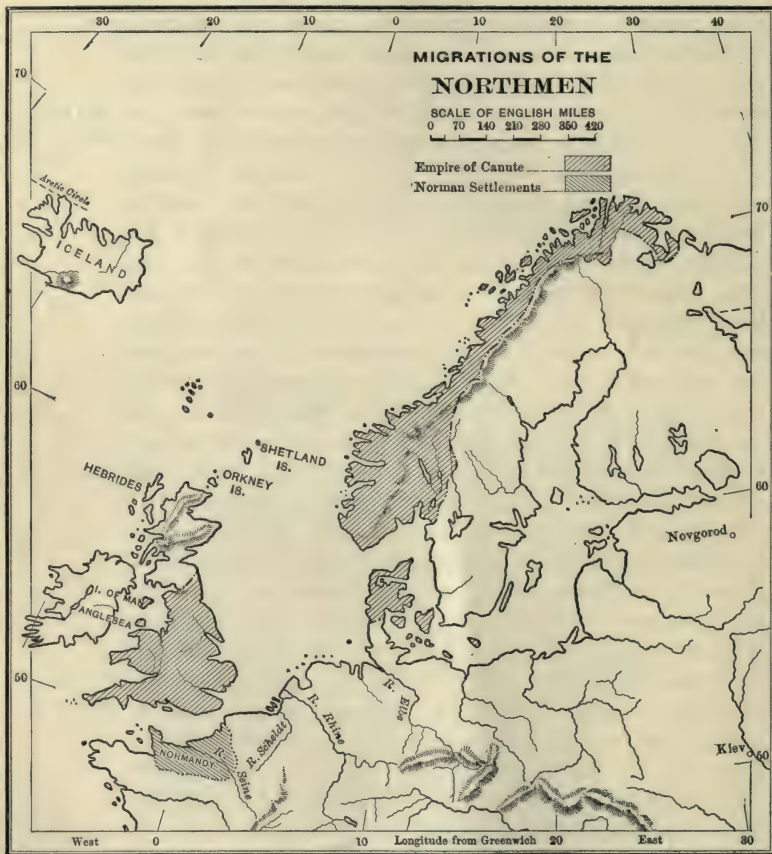 30 20 10 0 10 20 30 40
MIGRATIONS OF THE
NORTHMEN
SCALE OF ENGLISH MILES
0 70 140 210 280 350 420
Empire of Canute
Norman Settlements
70
Arctic Circle
ICELAND
70
60
SHETLAND
IS.
ORKNEY
IS.
HEBRIDES
60
Novgorod
I. OF MAN
ANGLESEA
50
R. Elbe
R. Rhine
R. Scheldt
NORMANDY
R. Seine
Kiev
50
West 0 10 Longitude from Greenwich 20 East 30